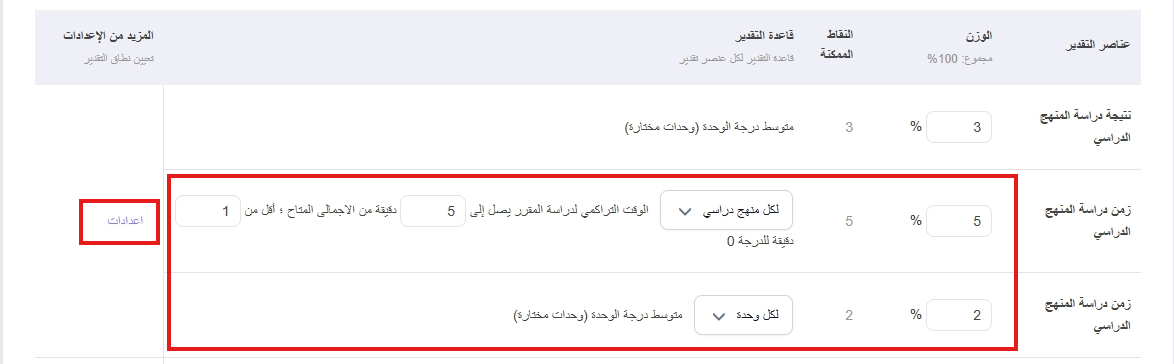 عناصر التقدير
الوزن
مجموع: 100%
النقاط
الممكنة
قاعدة التقدير
قاعدة التقدير لكل عنصر تقدير
المزيد من الإعدادات
تعيين نطاق التقدير
نتيجة دراسة المنهج
الدراسي
3 %
3
متوسط درجة الوحدة (وحدات مختارة)
زمن دراسة المنهج
الدراسي
5 %
5
لكل منهج دراسي الوقت التراكمي لدراسة المقرر يصل إلى 5 دقيقة من الاجمالى المتاح ؛ أقل من 1
دقيقة للدرجة 0
اعدادات
زمن دراسة المنهج
الدراسي
2 %
2
لكل وحدة متوسط درجة الوحدة (وحدات مختارة)